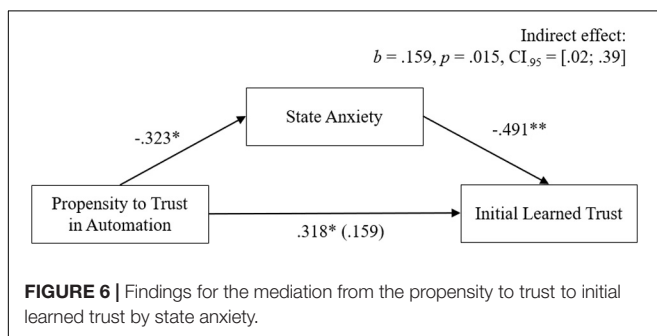 Indirect effect:
b = .159, p = .015, CI.95 = [.02; .39]
State Anxiety
-.323*
-.491**
Propensity to Trust
in Automation
Initial Learned Trust
.318* (.159)
FIGURE 6 | Findings for the mediation from the propensity to trust to initial
learned trust by state anxiety.